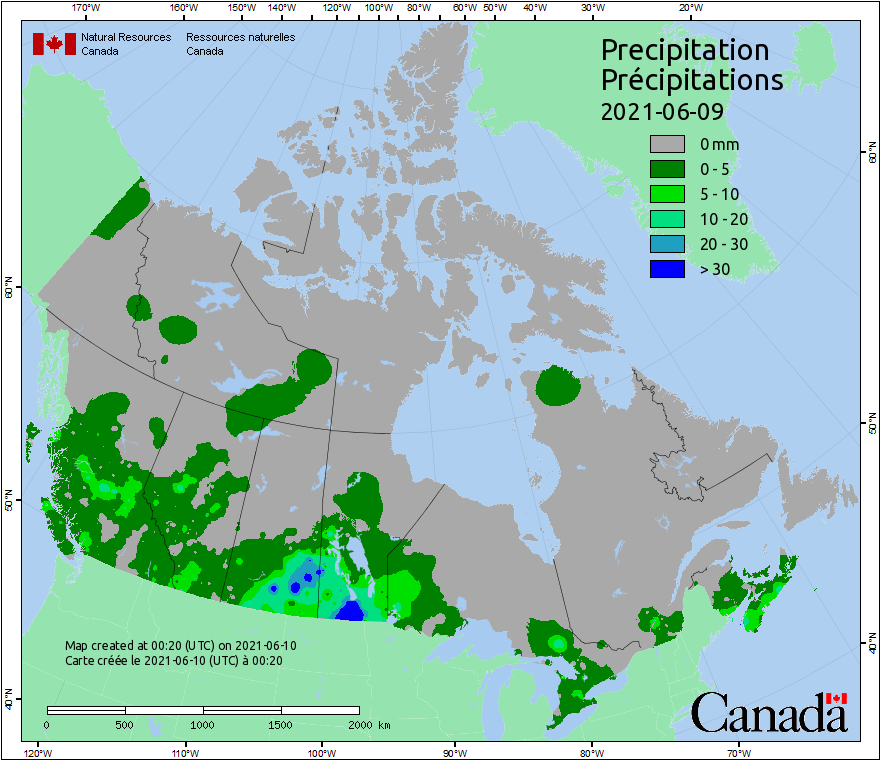 170°W 160°W 150°W 140°W 130°W 120°W 110°W 100°W 90°W 80°W 70°W 60°W 50°W 40°W 30°W 20°W
Natural Resources Canada
Ressources naturelles Canada
Precipitation
Précipitations
2021-06-09
0 mm
0 - 5
5 - 10
10 - 20
20 - 30
> 30
60°N
60°N
50°N
50°N
40°N
40°N
Map created at 00:20 (UTC) on 2021-06-10
Carte créée le 2021-06-10 (UTC) à 00:20
0 500 1000 1500 2000 km
Canada
120°W 110°W 100°W 90°W 80°W 70°W